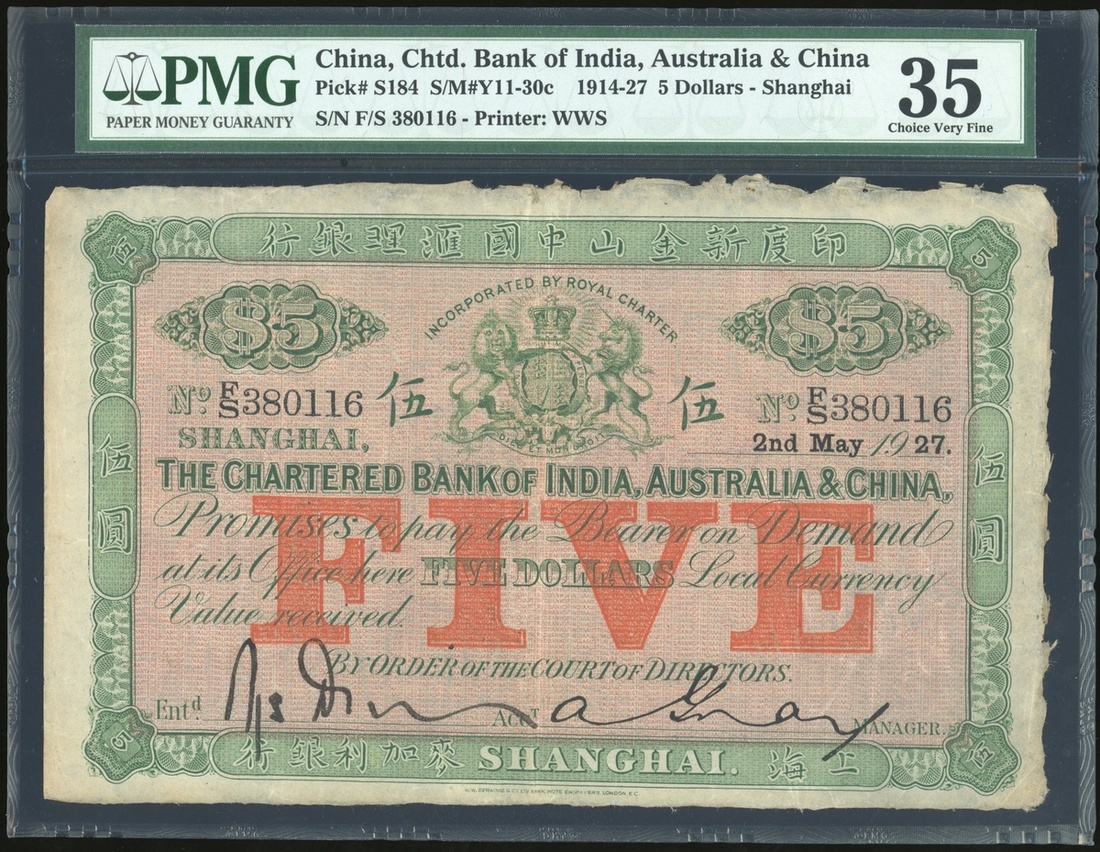 PMG
PAPER MONEY GUARANTY
China, Chtd. Bank of India, Australia & China
Pick# S184 S/M#Y11-30c 1914-27 5 Dollars - Shanghai
S/N F/S 380116 - Printer: WWS
35
Choice Very Fine
伍
印度新金山中國滙理銀行
5
INCORPORATED BY ROYAL CHARTER
$5
$5
No. F/S 380116
伍
伍
No. F/S 380116
SHANGHAI,
2nd May 1927.
THE CHARTERED BANK OF INDIA, AUSTRALIA & CHINA,
FIVE
Promises to pay the Bearer on Demand
at its Office here FIVE DOLLARS Local Currency
Value received.
BY ORDER OF THE COURT OF DIRECTORS.
伍圓
伍圓
Entd.
ACCT
MANAGER.
5
上海
SHANGHAI.
麥加利銀行
伍